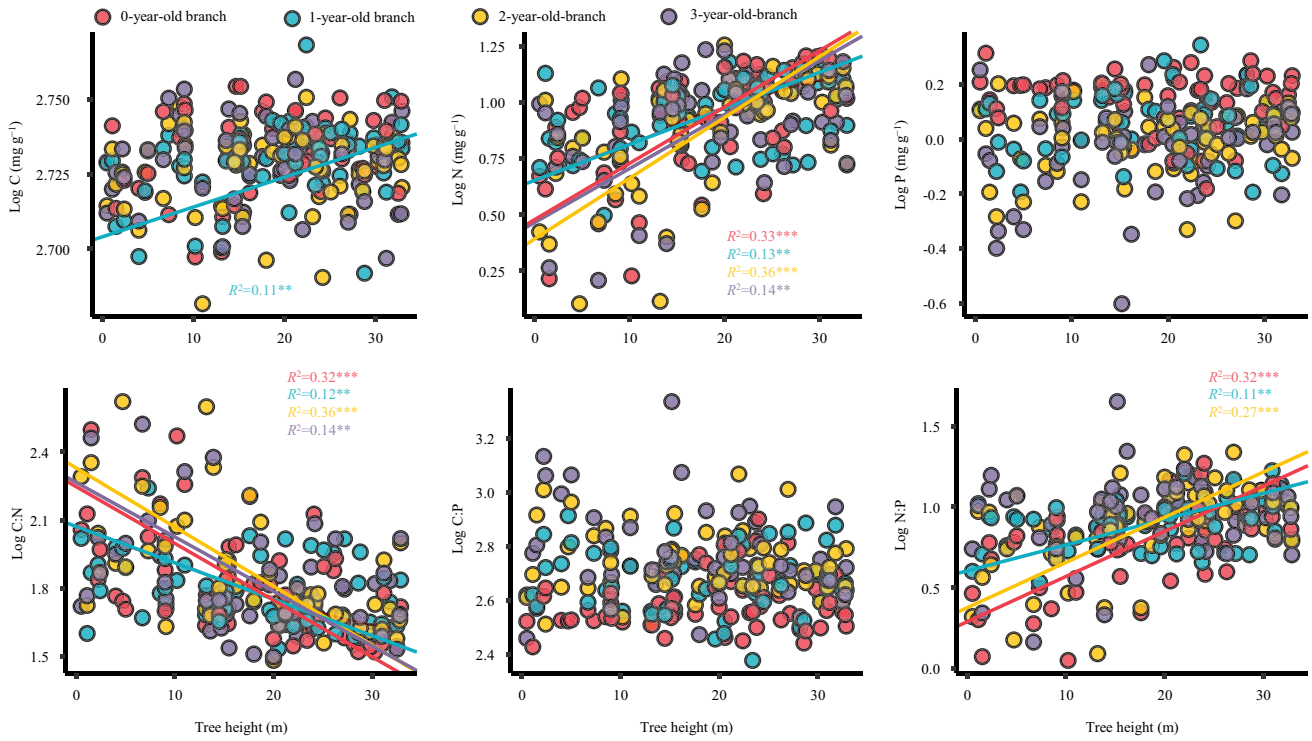 0-year-old branch 1-year-old branch 2-year-old-branch 3-year-old-branch
Log C (mg g⁻¹)
2.750
2.725
2.700
R²=0.11**
0 10 20 30
Log N (mg g⁻¹)
1.25
1.00
0.75
0.50
0.25
R²=0.33***
R²=0.13**
R²=0.36***
R²=0.14**
0 10 20 30
Log P (mg g⁻¹)
0.2
0.0
-0.2
-0.4
-0.6
0 10 20 30
Log C:N
2.4
2.1
1.8
1.5
R²=0.32***
R²=0.12**
R²=0.36***
R²=0.14**
0 10 20 30
Tree height (m)
Log C:P
3.2
3.0
2.8
2.6
2.4
0 10 20 30
Tree height (m)
Log N:P
1.5
1.0
0.5
0.0
R²=0.32***
R²=0.11**
R²=0.27***
0 10 20 30
Tree height (m)